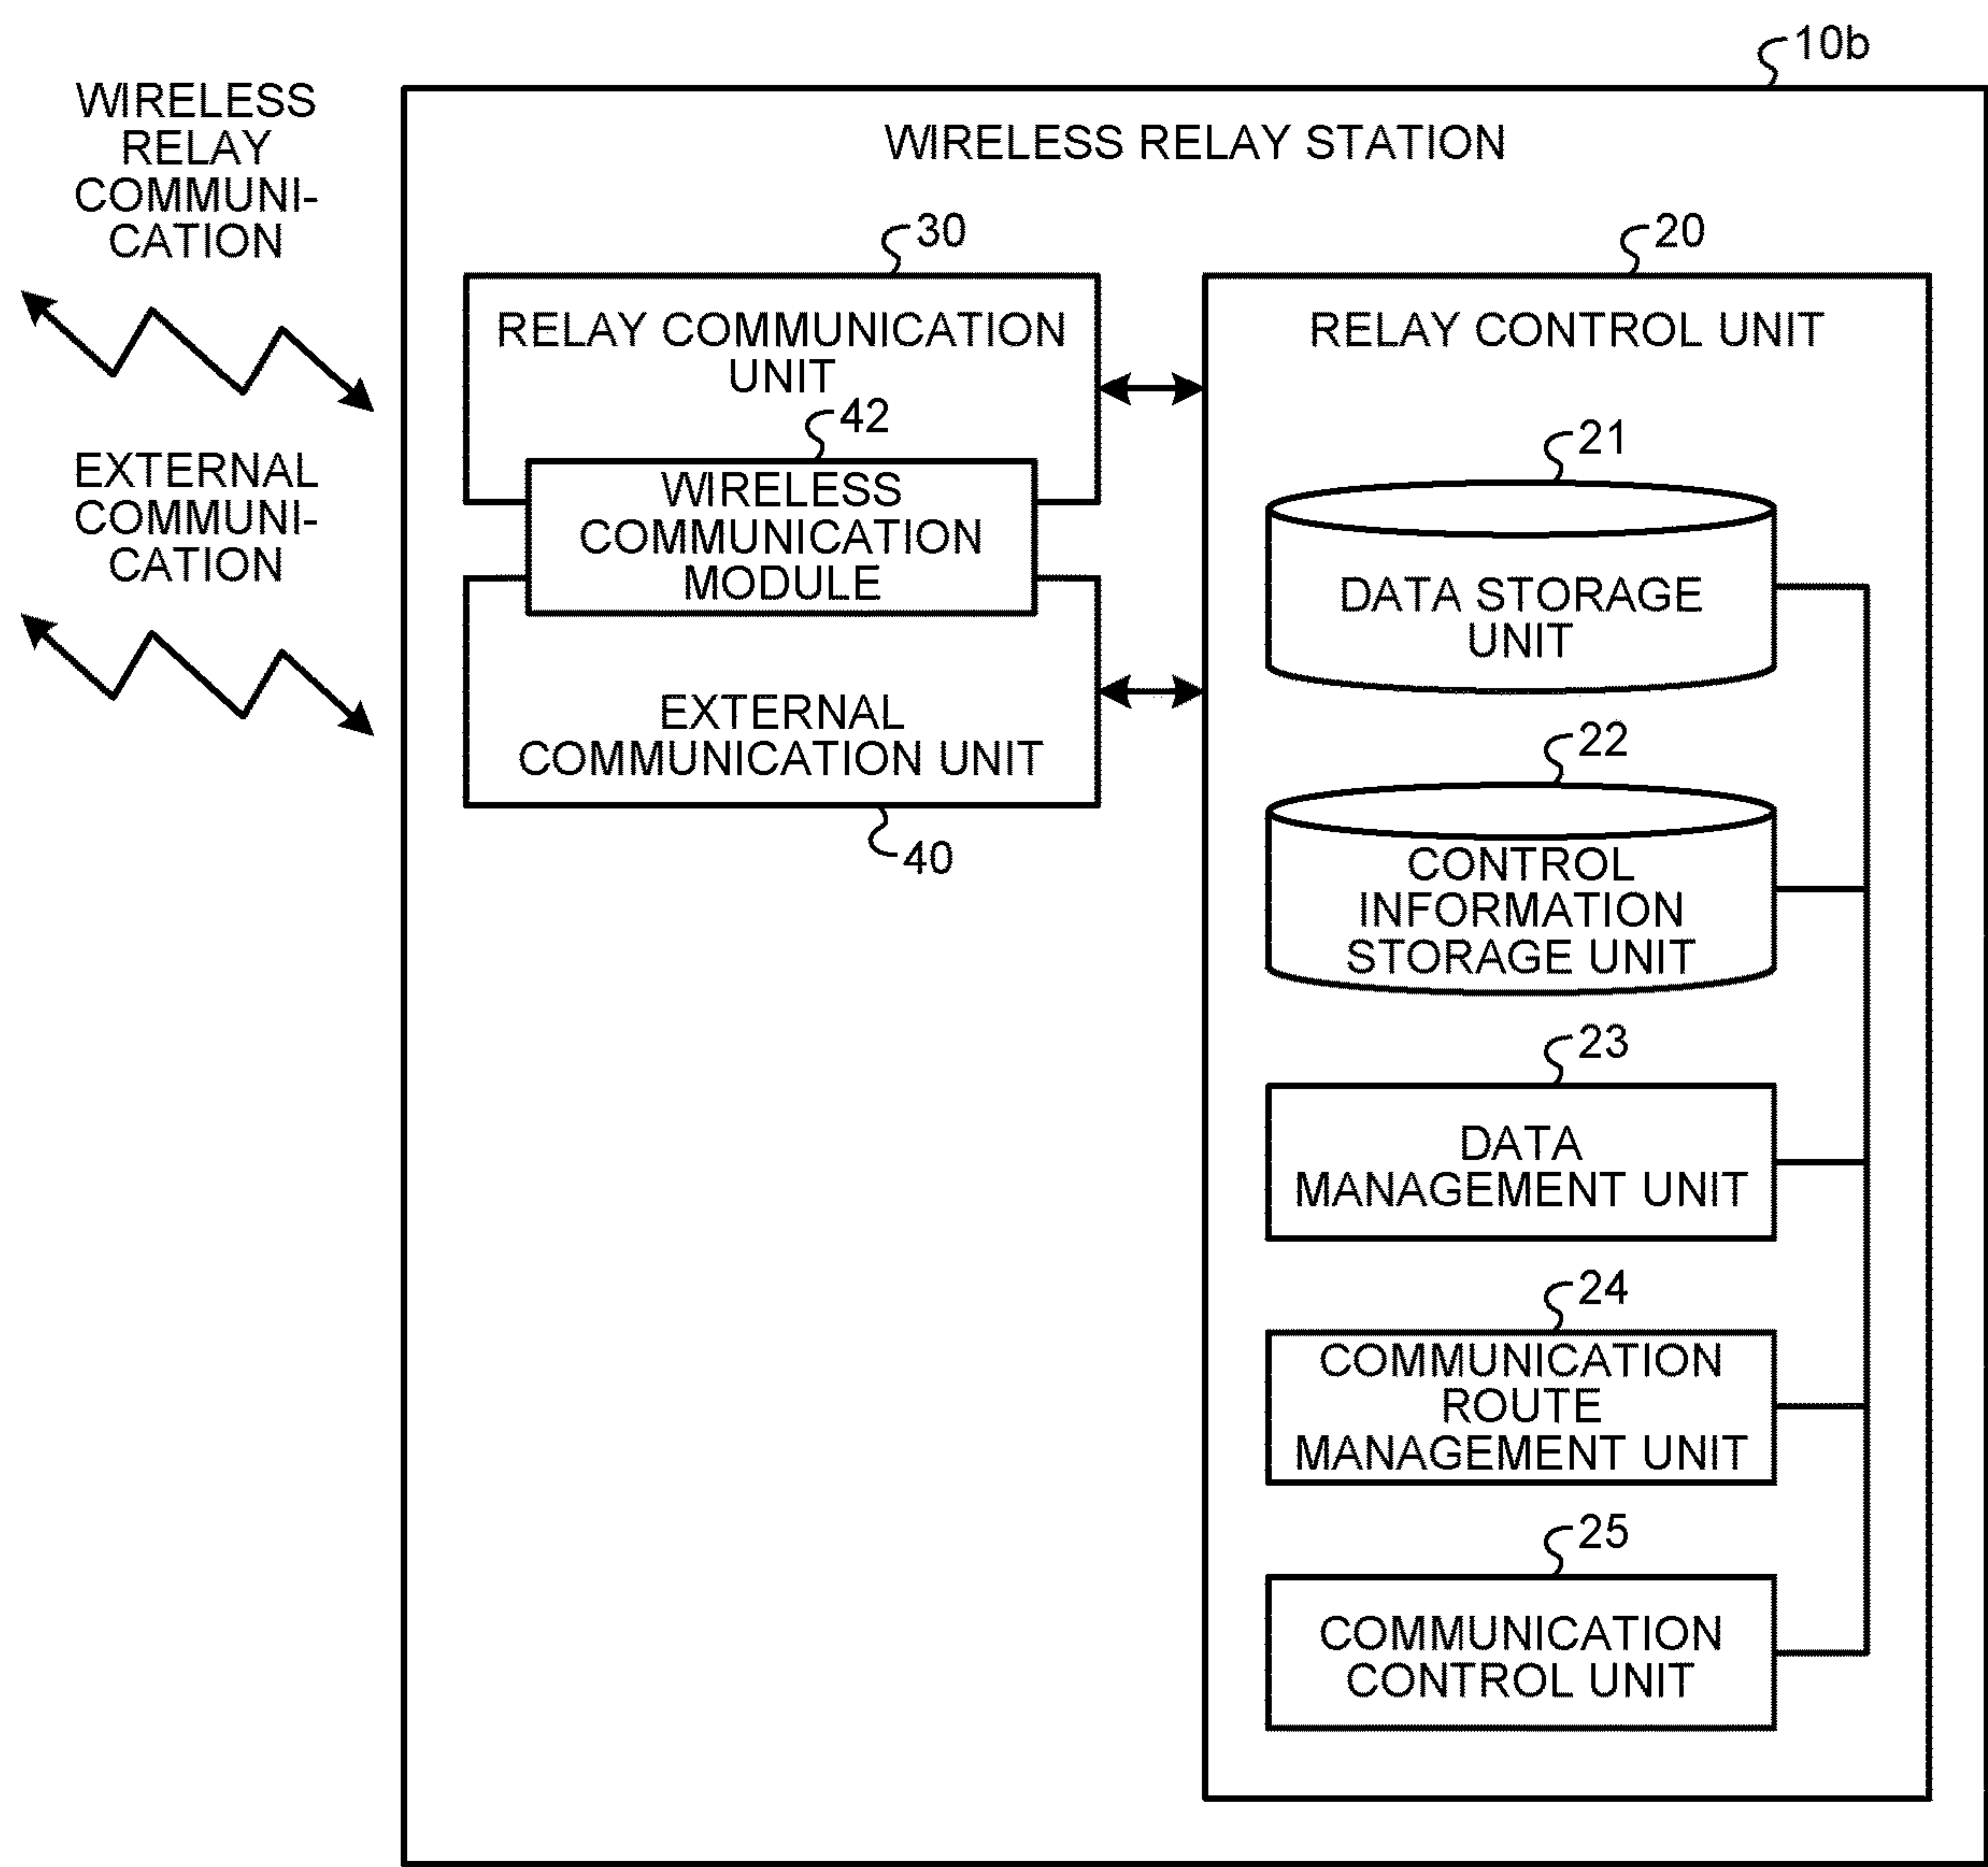 10b
WIRELESS
RELAY
COMMUNI-
CATION
WIRELESS RELAY STATION
30
RELAY COMMUNICATION
UNIT
42
WIRELESS
COMMUNICATION
MODULE
EXTERNAL
COMMUNI-
CATION
EXTERNAL
COMMUNICATION UNIT
40
20
RELAY CONTROL UNIT
21
DATA STORAGE
UNIT
22
CONTROL
INFORMATION
STORAGE UNIT
23
DATA
MANAGEMENT UNIT
24
COMMUNICATION
ROUTE
MANAGEMENT UNIT
25
COMMUNICATION
CONTROL UNIT